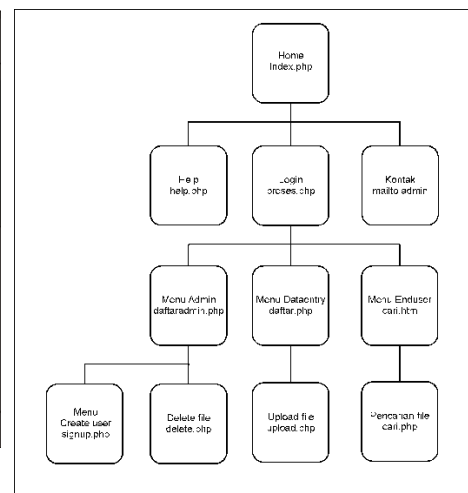 Home
Index.php
Help
help.php
Login
proses.php
Kontak
mailto admin
Menu Admin
daftaradmin.php
Menu Dataentry
daftar.php
Menu Enduser
cari.htm
Menu
Create user
signup.php
Delete file
delete.php
Upload file
upload.php
Pencarian file
cari.php